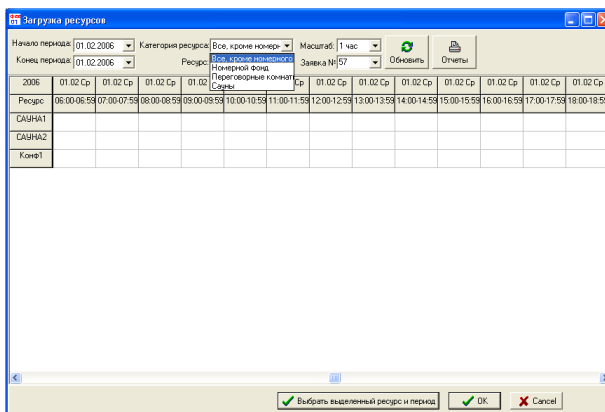 Загрузка ресурсов
Начало периода: 01.02.2006 Категория ресурса: Все, кроме номерн Масштаб: 1 час
Все, кроме номерного
Номерной фонд
Переговорные комнат
Сауны
Конец периода: 01.02.2006 Ресурс: Заявка № 57 Обновить Отчеты
2006 01.02 Ср 01.02 Ср 01.02 Ср 01.02 Ср 01.02 Ср 01.02 Ср 01.02 Ср 01.02 Ср 01.02 Ср 01.02 Ср 01.02 Ср
Ресурс 06:00-06:59 07:00-07:59 08:00-08:59 09:00-09:59 10:00-10:59 11:00-11:59 12:00-12:59 13:00-13:59 14:00-14:59 15:00-15:59 16:00-16:59 17:00-17:59 18:00-18:59
САУНА1
САУНА2
Конф1
Выбрать выделенный ресурс и период OK Cancel